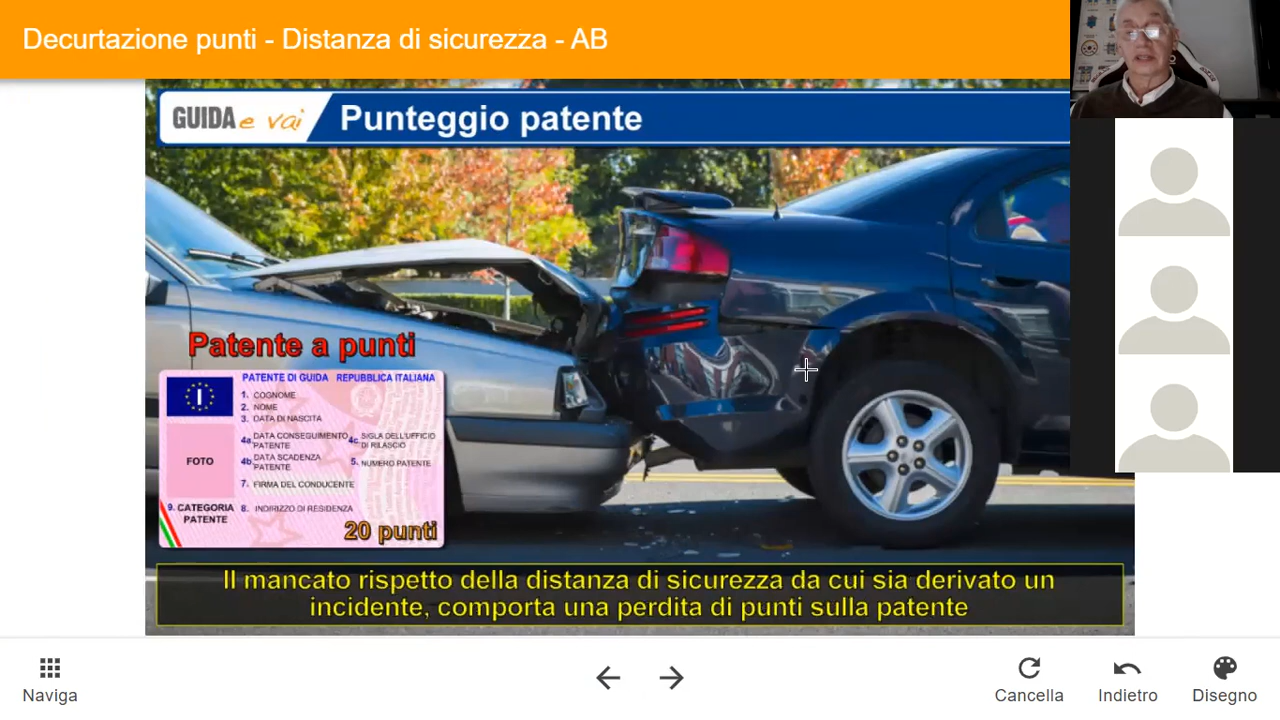 Decurtazione punti - Distanza di sicurezza - AB
GUIDA e vai
Punteggio patente
Patente a punti
PATENTE DI GUIDA REPUBBLICA ITALIANA
I
1. COGNOME
2. NOME
3. DATA DI NASCITA
4a DATA CONSEGUIMENTO PATENTE
4c. SIGLA DELL'UFFICIO DI RILASCIO
4b DATA SCADENZA PATENTE
5. NUMERO PATENTE
FOTO
7. FIRMA DEL CONDUCENTE
9. CATEGORIA PATENTE
8. INDIRIZZO DI RESIDENZA
20 punti
Il mancato rispetto della distanza di sicurezza da cui sia derivato un
incidente, comporta una perdita di punti sulla patente
Naviga
Cancella
Indietro
Disegno